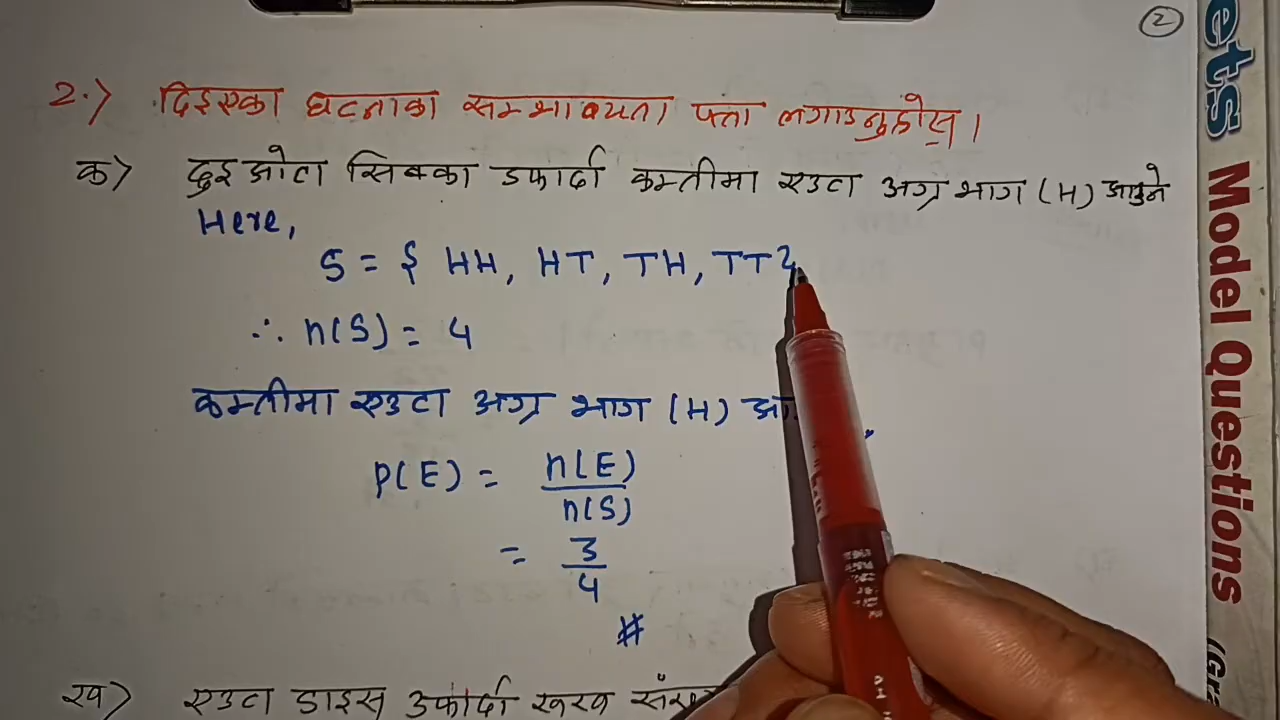 2
2.) दिइएका घटनाका सम्भाव्यता पत्ता लगाउनुहोस्।
क) दुइओटा सिक्का उफार्दा कम्तीमा एउटा अग्र भाग (H) आउने
Here,
S = { HH, HT, TH, TT }
∴ n(S) = 4
कम्तीमा एउटा अग्र भाग (H)
P(E) = n(E)/n(S)
= 3/4
#
ख) एउटा डाइस उफार्दा
ets Model Questions